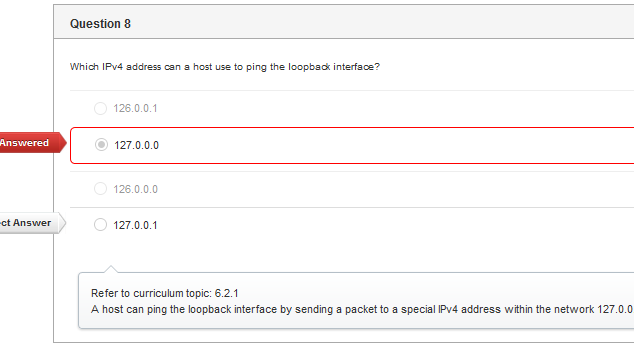 Question 8
Which IPv4 address can a host use to ping the loopback interface?
126.0.0.1
Answered
127.0.0.0
126.0.0.0
ct Answer
127.0.0.1
Refer to curriculum topic: 6.2.1
A host can ping the loopback interface by sending a packet to a special IPv4 address within the network 127.0.0